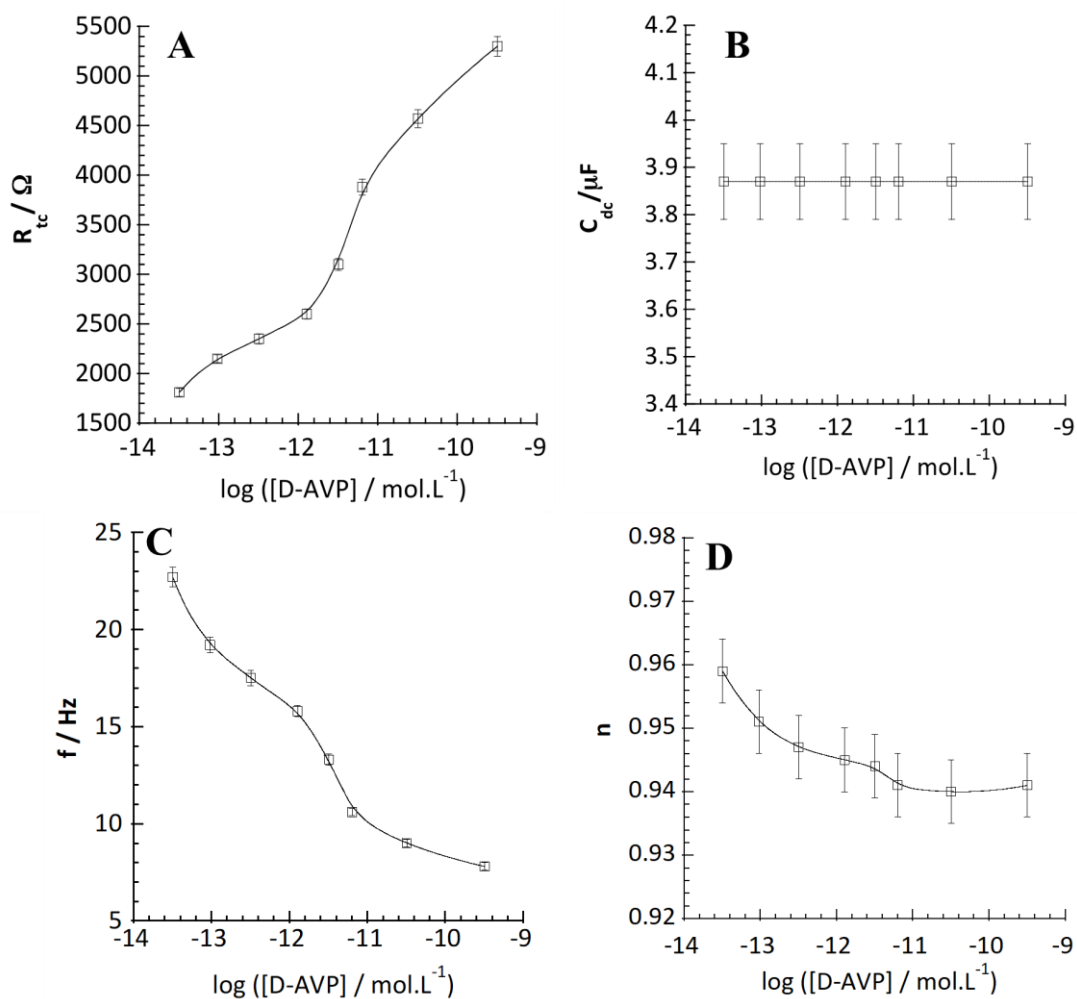 A
5500
5000
4500
4000
3500
3000
2500
2000
1500
R_tc / Ω
-14 -13 -12 -11 -10 -9
log ([D-AVP] / mol.L⁻¹)
B
4.2
4.1
4
3.9
3.8
3.7
3.6
3.5
3.4
C_dc /μF
-14 -13 -12 -11 -10 -9
log ([D-AVP] / mol.L⁻¹)
C
25
20
15
10
5
f / Hz
-14 -13 -12 -11 -10 -9
log ([D-AVP] / mol.L⁻¹)
D
0.98
0.97
0.96
0.95
0.94
0.93
0.92
n
-14 -13 -12 -11 -10 -9
log ([D-AVP] / mol.L⁻¹)